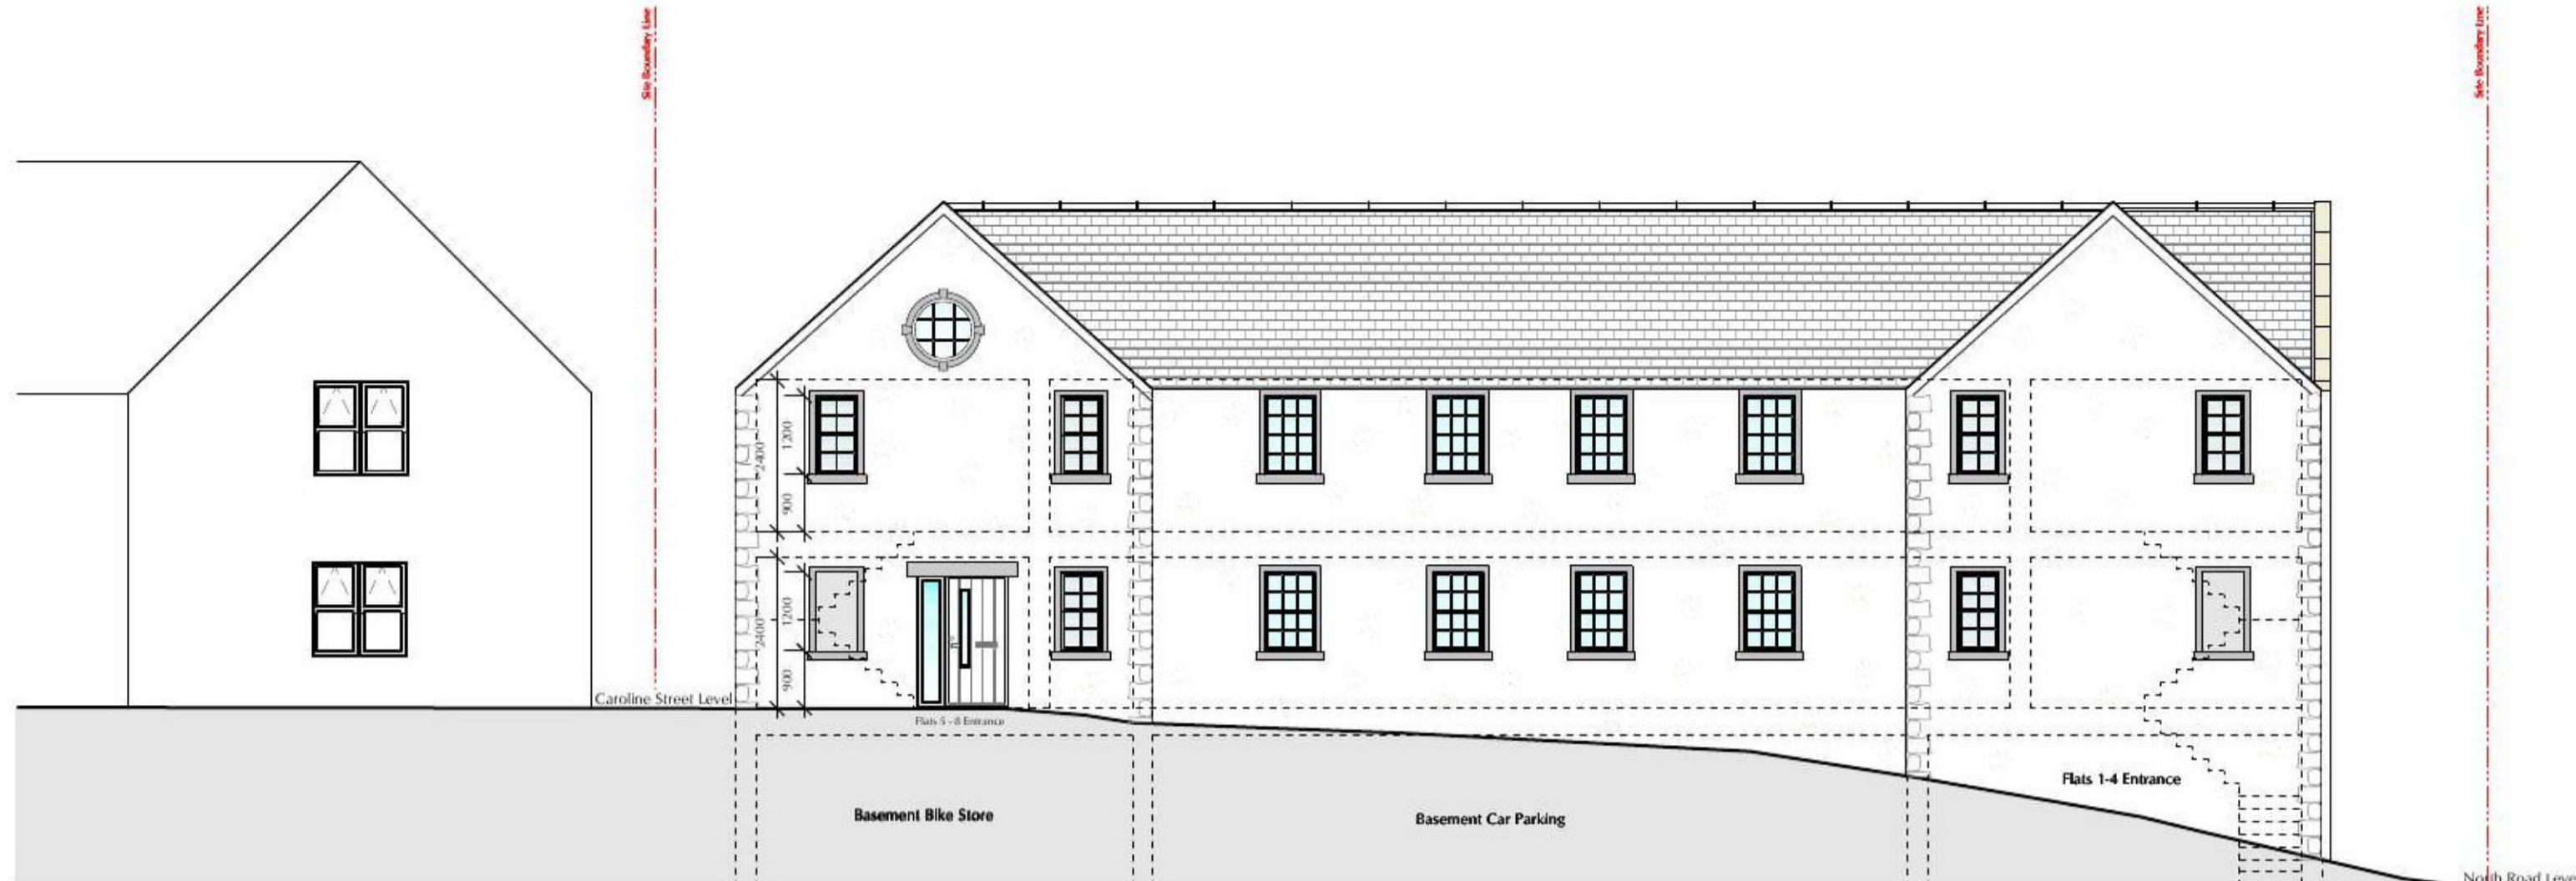 Site Boundary Line
Site Boundary Line
2400
1200
900
2400
1200
900
Caroline Street Level
Flats 5 - 8 Entrance
Flats 1-4 Entrance
Basement Bike Store
Basement Car Parking
North Road Leve